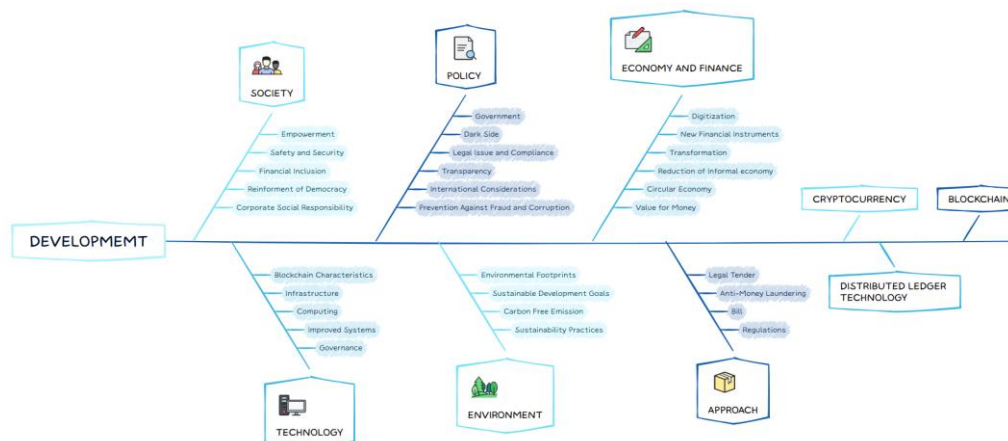 SOCIETY
Empowerment
Safety and Security
Financial Inclusion
Reinforment of Democracy
Corporate Social Responsibility
POLICY
Government
Dark Side
Legal Issue and Compliance
Transparency
International Considerations
Prevention Against Fraud and Corruption
ECONOMY AND FINANCE
Digitization
New Financial Instruments
Transformation
Reduction of Informal economy
Circular Economy
Value for Money
CRYPTOCURRENCY
BLOCKCHAIN
DEVELOPMEMT
Blockchain Characteristics
Infrastructure
Computing
Improved Systems
Governance
TECHNOLOGY
Environmental Footprints
Sustainable Development Goals
Carbon Free Emission
Sustainability Practices
ENVIRONMENT
Legal Tender
Anti-Money Laundering
Bill
Regulations
APPROACH
DISTRIBUTED LEDGER
TECHNOLOGY